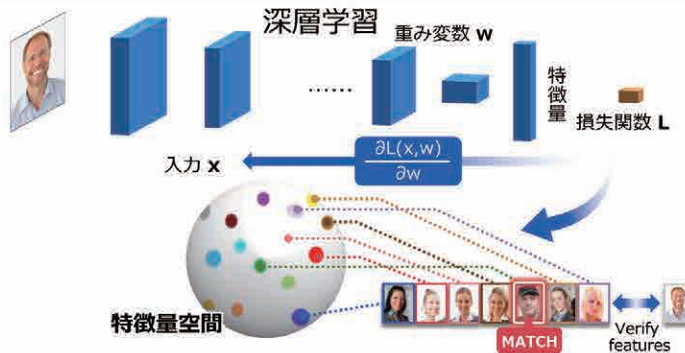 深層学習
重み変数 w
......
特徴量
損失関数 L
入力 x
∂L(x,w)
∂w
特徴量空間
MATCH
Verify
features